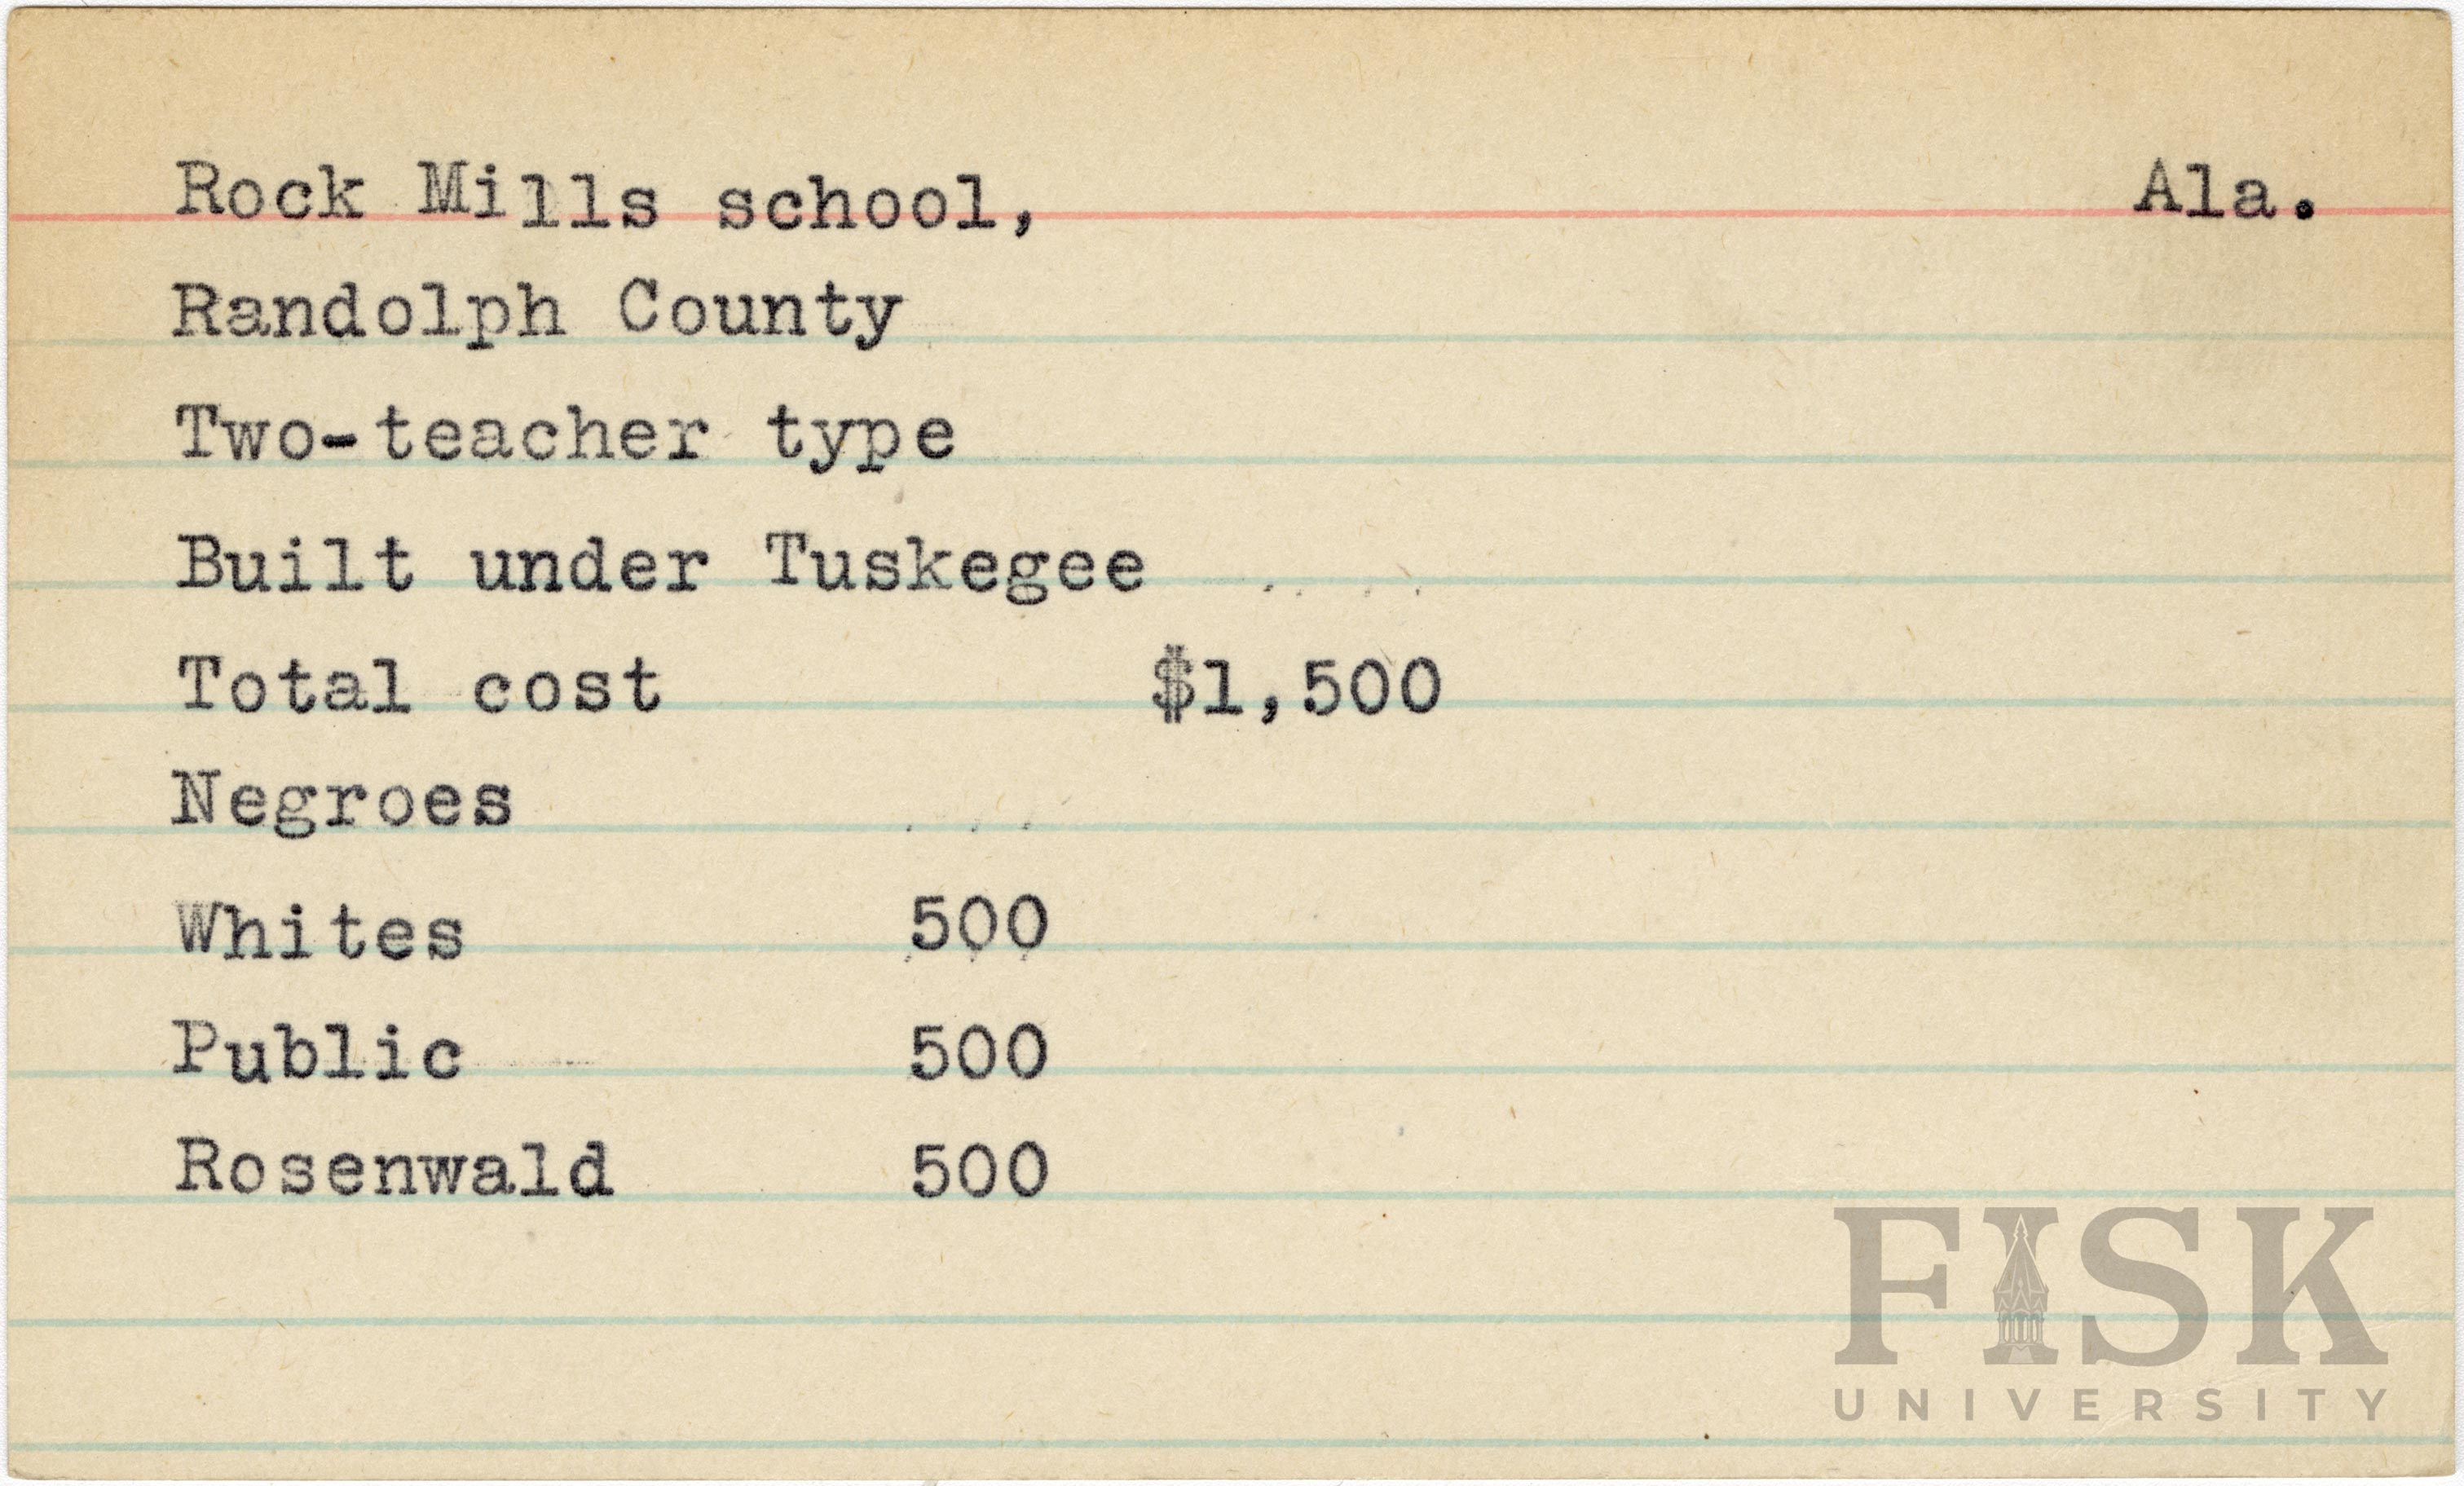 Rock Mills school, Ala.
Randolph County
Two-teacher type
Built under Tuskegee
Total cost $1,500
Negroes
Whites 500
Public 500
Rosenwald 500
FISK
UNIVERSITY